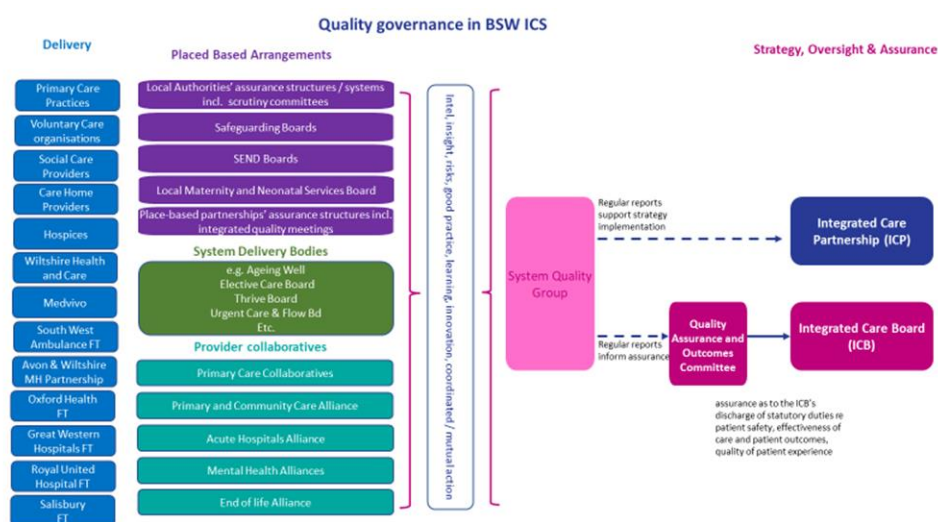 Quality governance in BSW ICS
Delivery
Placed Based Arrangements
Strategy, Oversight & Assurance
Primary Care
Practices
Voluntary Care
organisations
Social Care
Providers
Care Home
Providers
Hospices
Wiltshire Health
and Care
Medvivo
South West
Ambulance FT
Avon & Wiltshire
MH Partnership
Oxford Health
FT
Great Western
Hospitals FT
Royal United
Hospital FT
Salisbury
FT
Local Authorities' assurance structures / systems
incl. scrutiny committees
Safeguarding Boards
SEND Boards
Local Maternity and Neonatal Services Board
Place-based partnerships' assurance structures incl.
integrated quality meetings
System Delivery Bodies
e.g. Ageing Well
Elective Care Board
Thrive Board
Urgent Care & Flow Bd
Etc.
Provider collaboratives
Primary Care Collaboratives
Primary and Community Care Alliance
Acute Hospitals Alliance
Mental Health Alliances
End of life Alliance
Intel, insight, risks, good practice, learning, innovation, coordinated / mutual action
System Quality
Group
Regular reports
support strategy
implementation
Integrated Care
Partnership (ICP)
Regular reports
inform assurance
Quality
Assurance and
Outcomes
Committee
Integrated Care Board
(ICB)
assurance as to the ICB's
discharge of statutory duties re
patient safety, effectiveness of
care and patient outcomes,
quality of patient experience